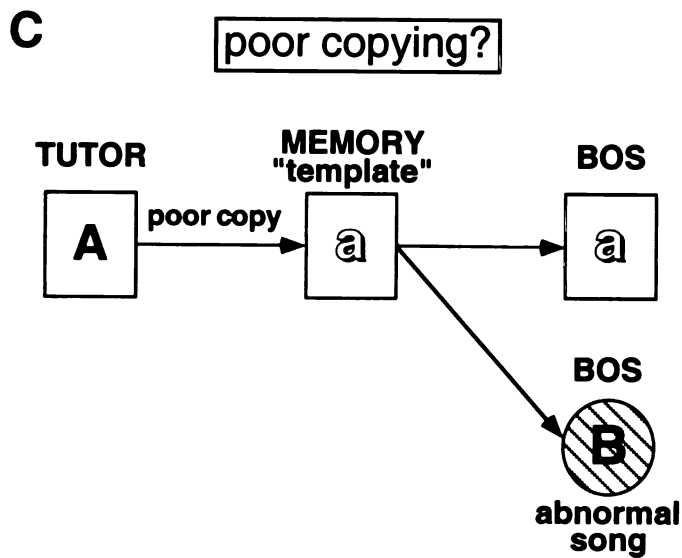 C
poor copying?
TUTOR
MEMORY
"template"
BOS
A
poor copy
a
a
BOS
B
abnormal
song